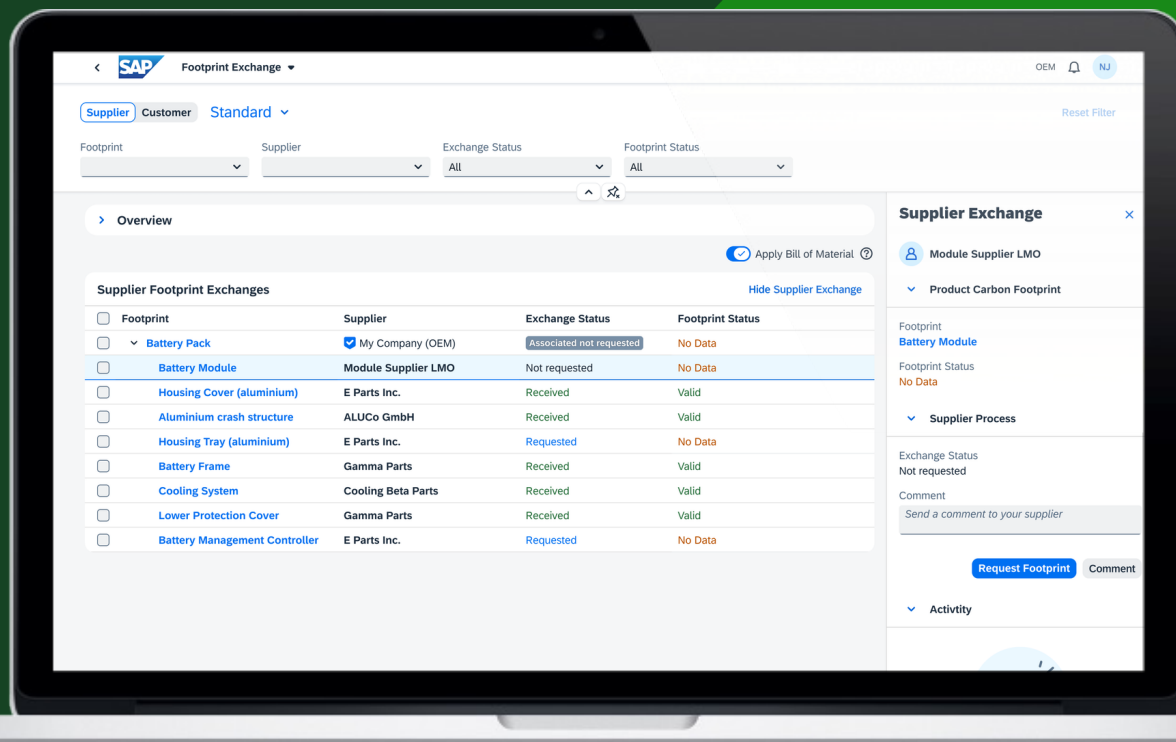 SAP Footprint Exchange OEM NJ
Supplier Customer Standard Reset Filter
Footprint Supplier Exchange Status Footprint Status
All All
Overview
Apply Bill of Material
Supplier Footprint Exchanges Hide Supplier Exchange
Footprint Supplier Exchange Status Footprint Status
Battery Pack My Company (OEM) Associated not requested No Data
Battery Module Module Supplier LMO Not requested No Data
Housing Cover (aluminium) E Parts Inc. Received Valid
Aluminium crash structure ALUCo GmbH Received Valid
Housing Tray (aluminium) E Parts Inc. Requested No Data
Battery Frame Gamma Parts Received Valid
Cooling System Cooling Beta Parts Received Valid
Lower Protection Cover Gamma Parts Received Valid
Battery Management Controller E Parts Inc. Requested No Data
Supplier Exchange
Module Supplier LMO
Product Carbon Footprint
Footprint
Battery Module
Footprint Status
No Data
Supplier Process
Exchange Status
Not requested
Comment
Send a comment to your supplier
Request Footprint Comment
Activtity